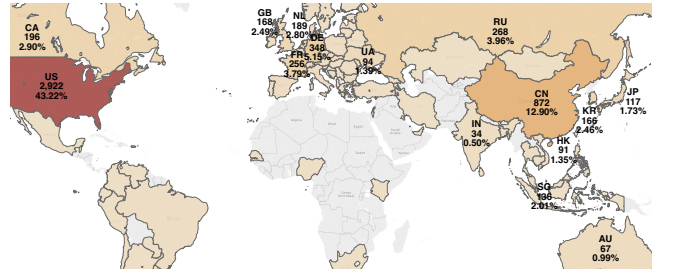 CA
196
2.90%
US
2,922
43.22%
GB
168
2.49%
NL
189
2.80%
DE
348
5.15%
FR
256
3.79%
UA
94
1.39%
RU
268
3.96%
CN
872
12.90%
JP
117
1.73%
KR
166
2.46%
IN
34
0.50%
HK
91
1.35%
SG
136
2.01%
AU
67
0.99%